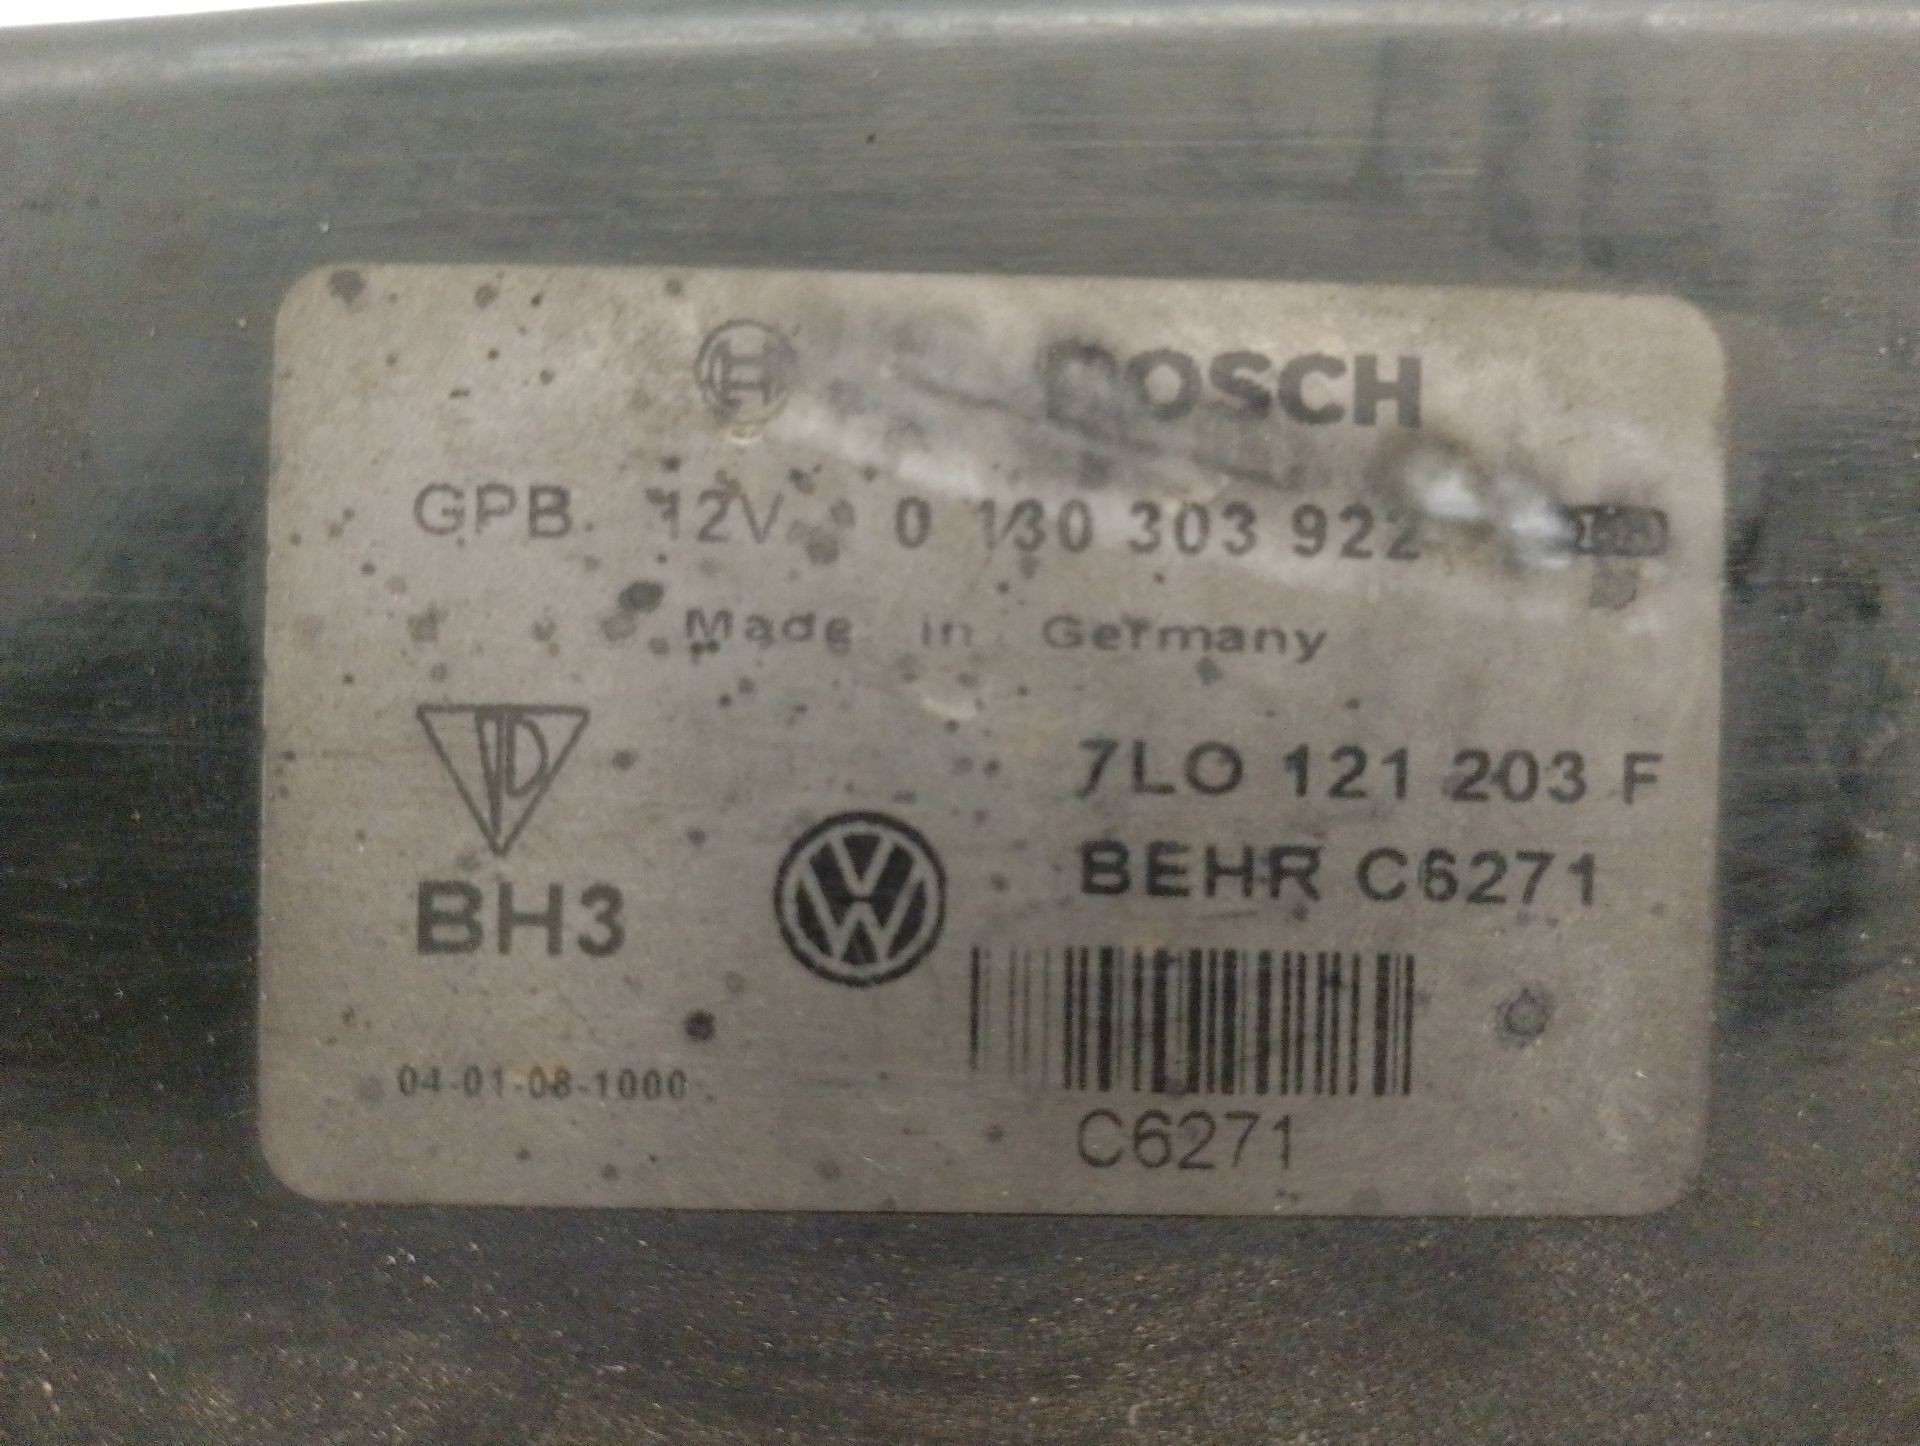 BOSCH
GPB 12V 0 130 303 922
Made in Germany
7L0 121 203 F
BEHR C6271
BH3
04-01-08-1000
C6271